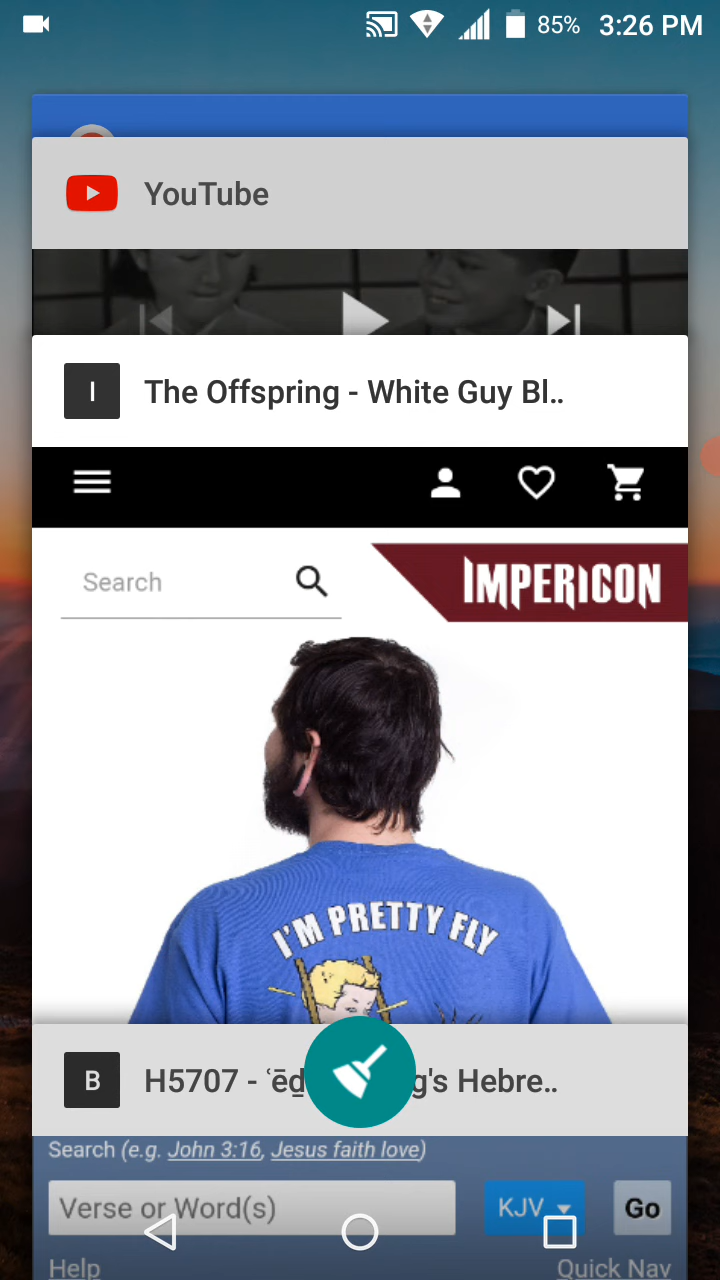 85% 3:26 PM
YouTube
I The Offspring - White Guy Bl..
Search
IMPERICON
I'M PRETTY FLY
B H5707 - ʿēḏ g's Hebre..
Search (e.g. John 3:16, Jesus faith love)
Verse or Word(s) KJV Go
Help Quick Nav